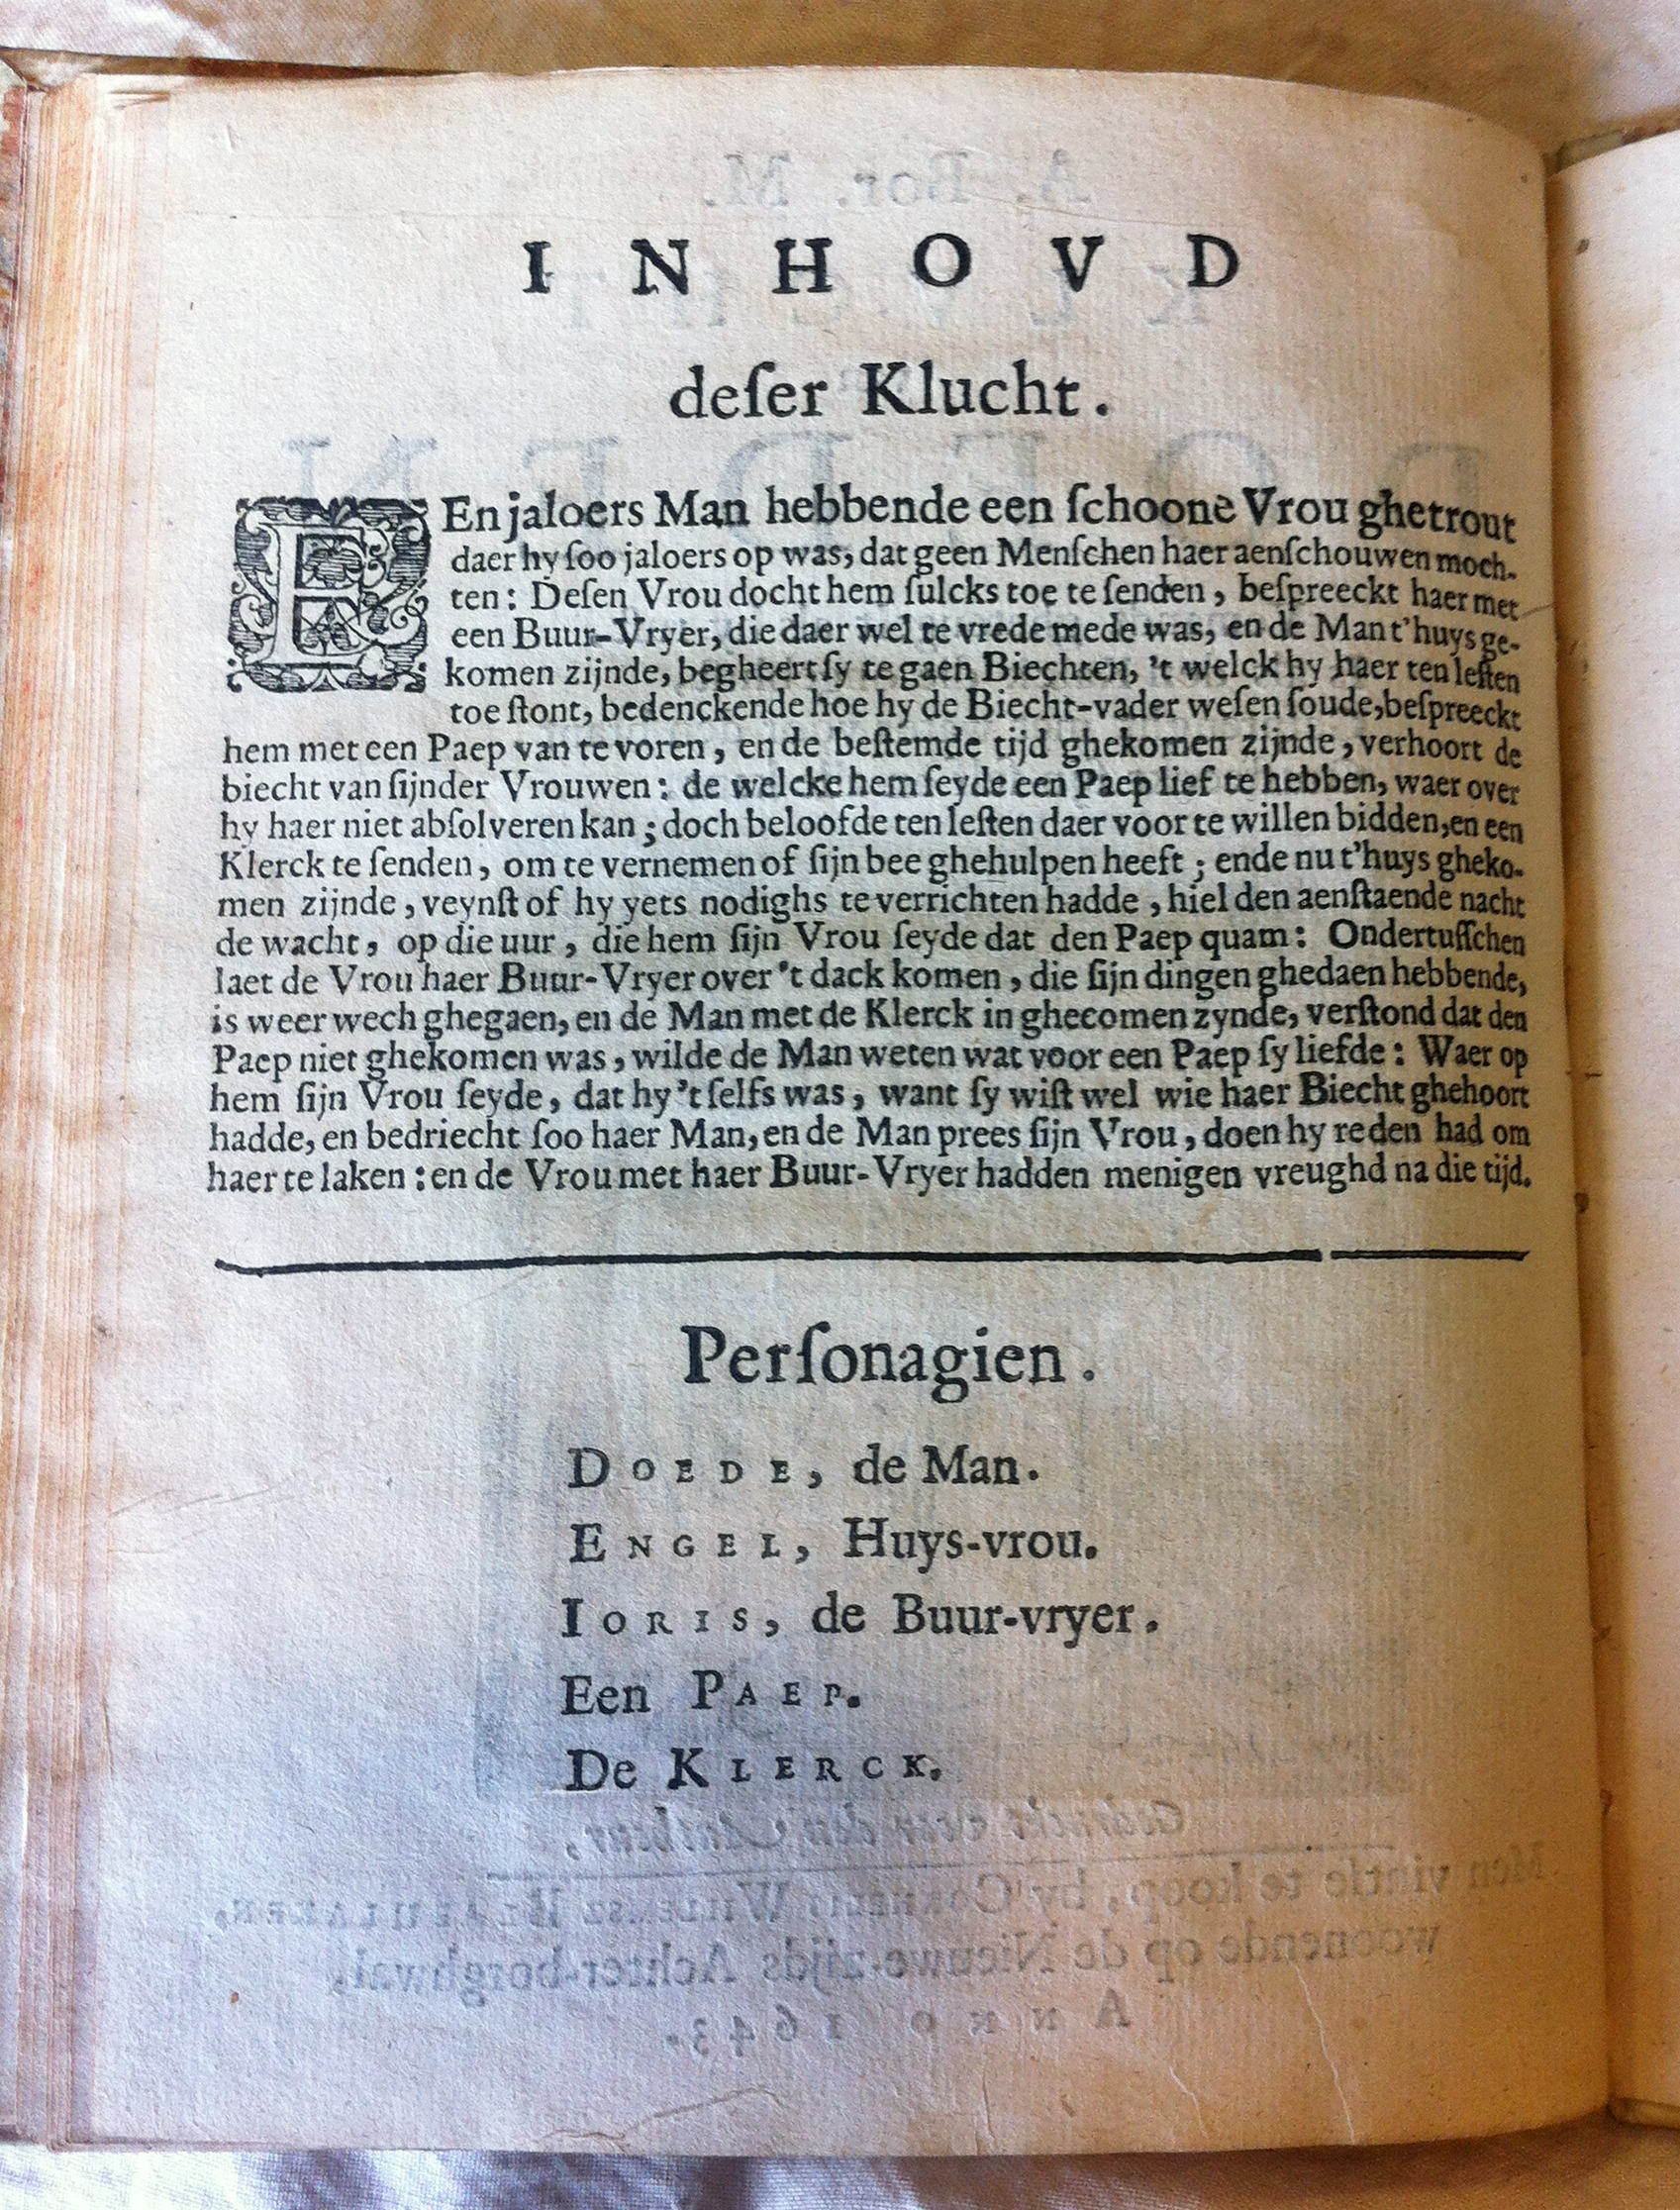 I N H O V D
deſer Klucht.
EEn jaloers Man hebbende een ſchoone Vrou ghetrout
daer hy ſoo jaloers op was, dat geen Menſchen haer aenſchouwen moch-
ten: Deſen Vrou docht hem ſulcks toe te ſenden, beſpreeckt haer met
een Buur-Vryer, die daer wel te vrede mede was, en de Man t'huys ge-
komen zijnde, begheert ſy te gaen Biechten, 't welck hy haer ten leſten
toe ſtont, bedenckende hoe hy de Biecht-vader weſen ſoude, beſpreeckt
hem met een Paep van te voren, en de beſtemde tijd ghekomen zijnde, verhoort de
biecht van ſijnder Vrouwen: de welcke hem ſeyde een Paep lief te hebben, waer over
hy haer niet abſolveren kan; doch beloofde ten leſten daer voor te willen bidden, en een
Klerck te ſenden, om te vernemen of ſijn bee ghehulpen heeft; ende nu t'huys gheko-
men zijnde, veynſt of hy yets nodighs te verrichten hadde, hiel den aenſtaende nacht
de wacht, op die uur, die hem ſijn Vrou ſeyde dat den Paep quam: Ondertuſſchen
laet de Vrou haer Buur-Vryer over 't dack komen, die ſijn dingen ghedaen hebbende,
is weer wech ghegaen, en de Man met de Klerck in ghecomen zynde, verſtond dat den
Paep niet ghekomen was, wilde de Man weten wat voor een Paep ſy liefde: Waer op
hem ſijn Vrou ſeyde, dat hy 't ſelfs was, want ſy wiſt wel wie haer Biecht ghehoort
hadde, en bedriecht ſoo haer Man, en de Man prees ſijn Vrou, doen hy reden had om
haer te laken: en de Vrou met haer Buur-Vryer hadden menigen vreughd na die tijd.
Perſonagien.
DOEDE, de Man.
ENGEL, Huys-vrou.
IORIS, de Buur-vryer.
Een PAEP.
De KLERCK.